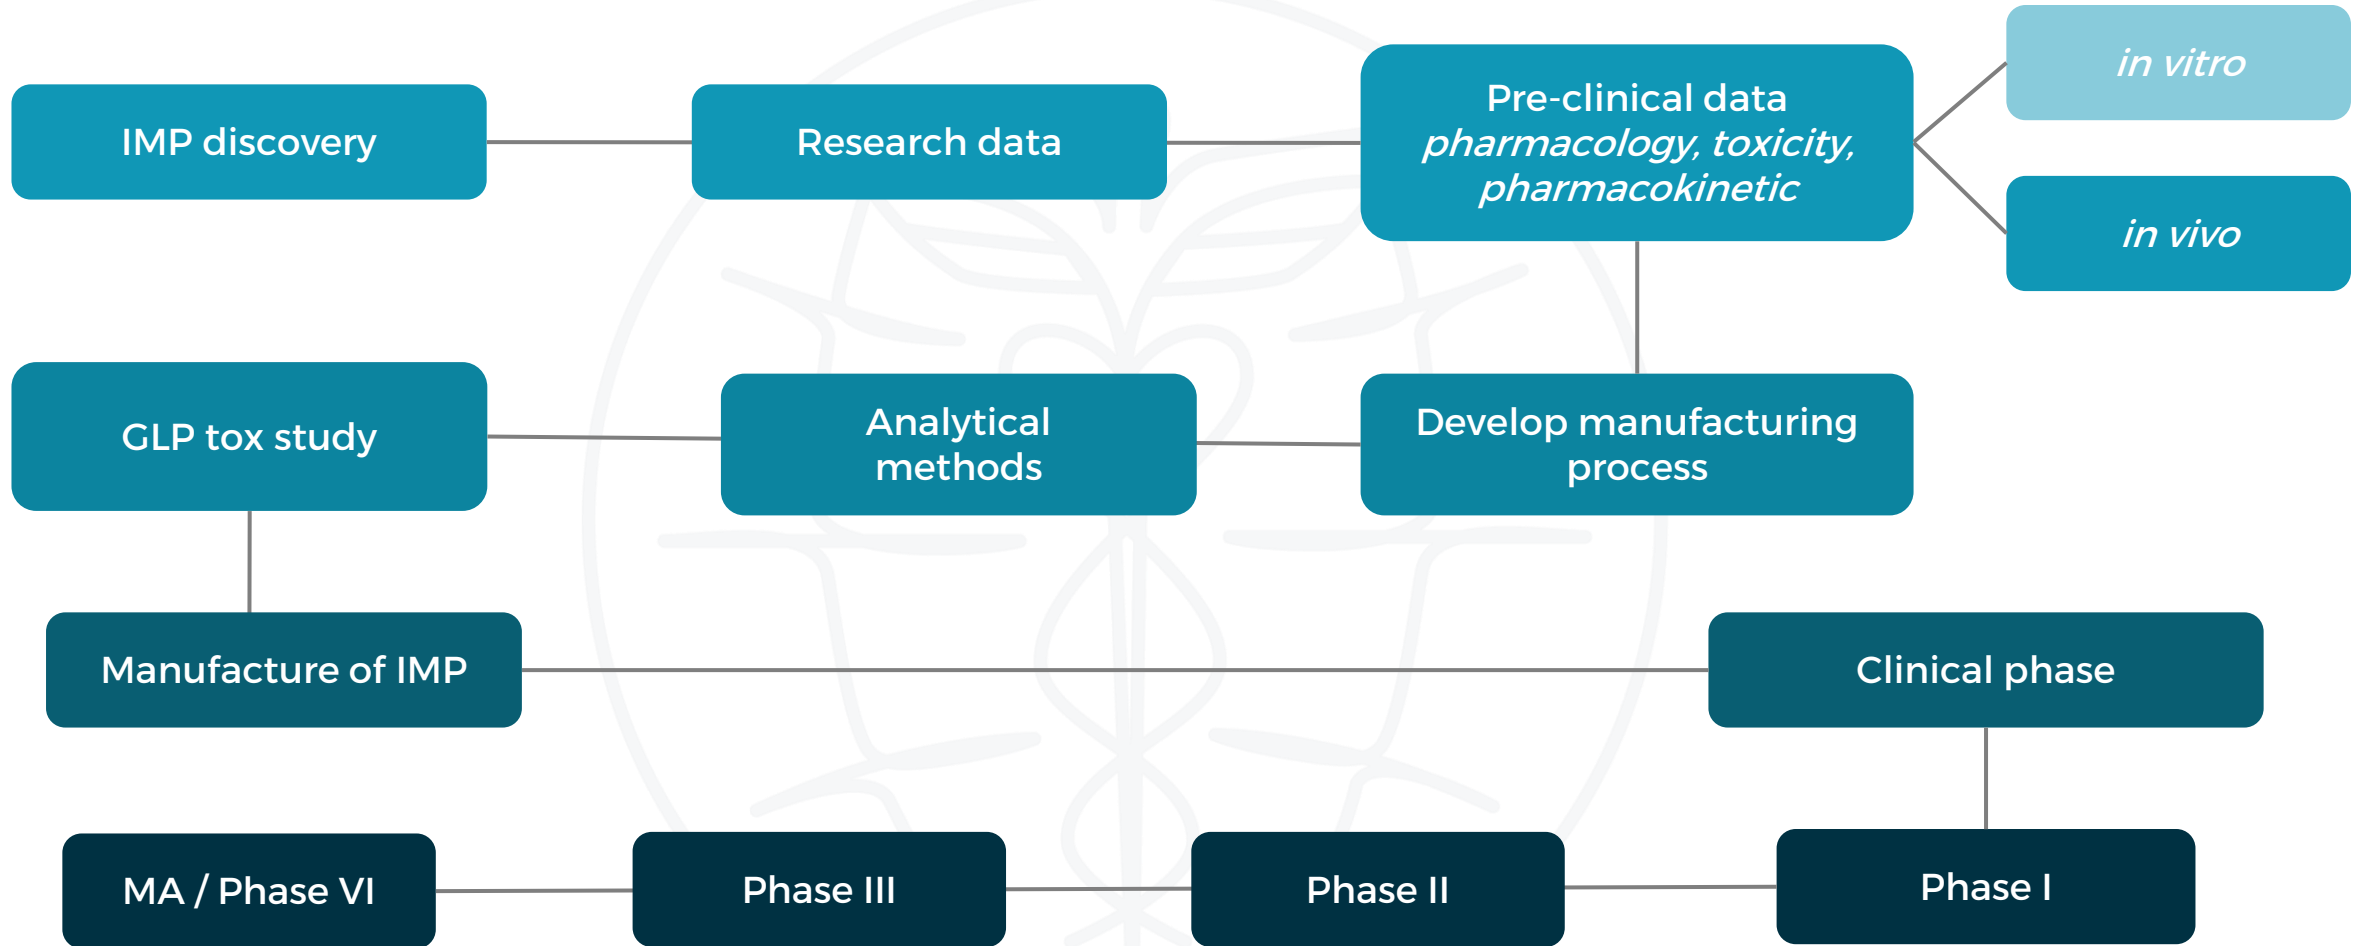 IMP discovery
Research data
Pre-clinical data
pharmacology, toxicity,
pharmacokinetic
in vitro
in vivo
GLP tox study
Analytical
methods
Develop manufacturing
process
Manufacture of IMP
Clinical phase
MA / Phase VI
Phase III
Phase II
Phase I